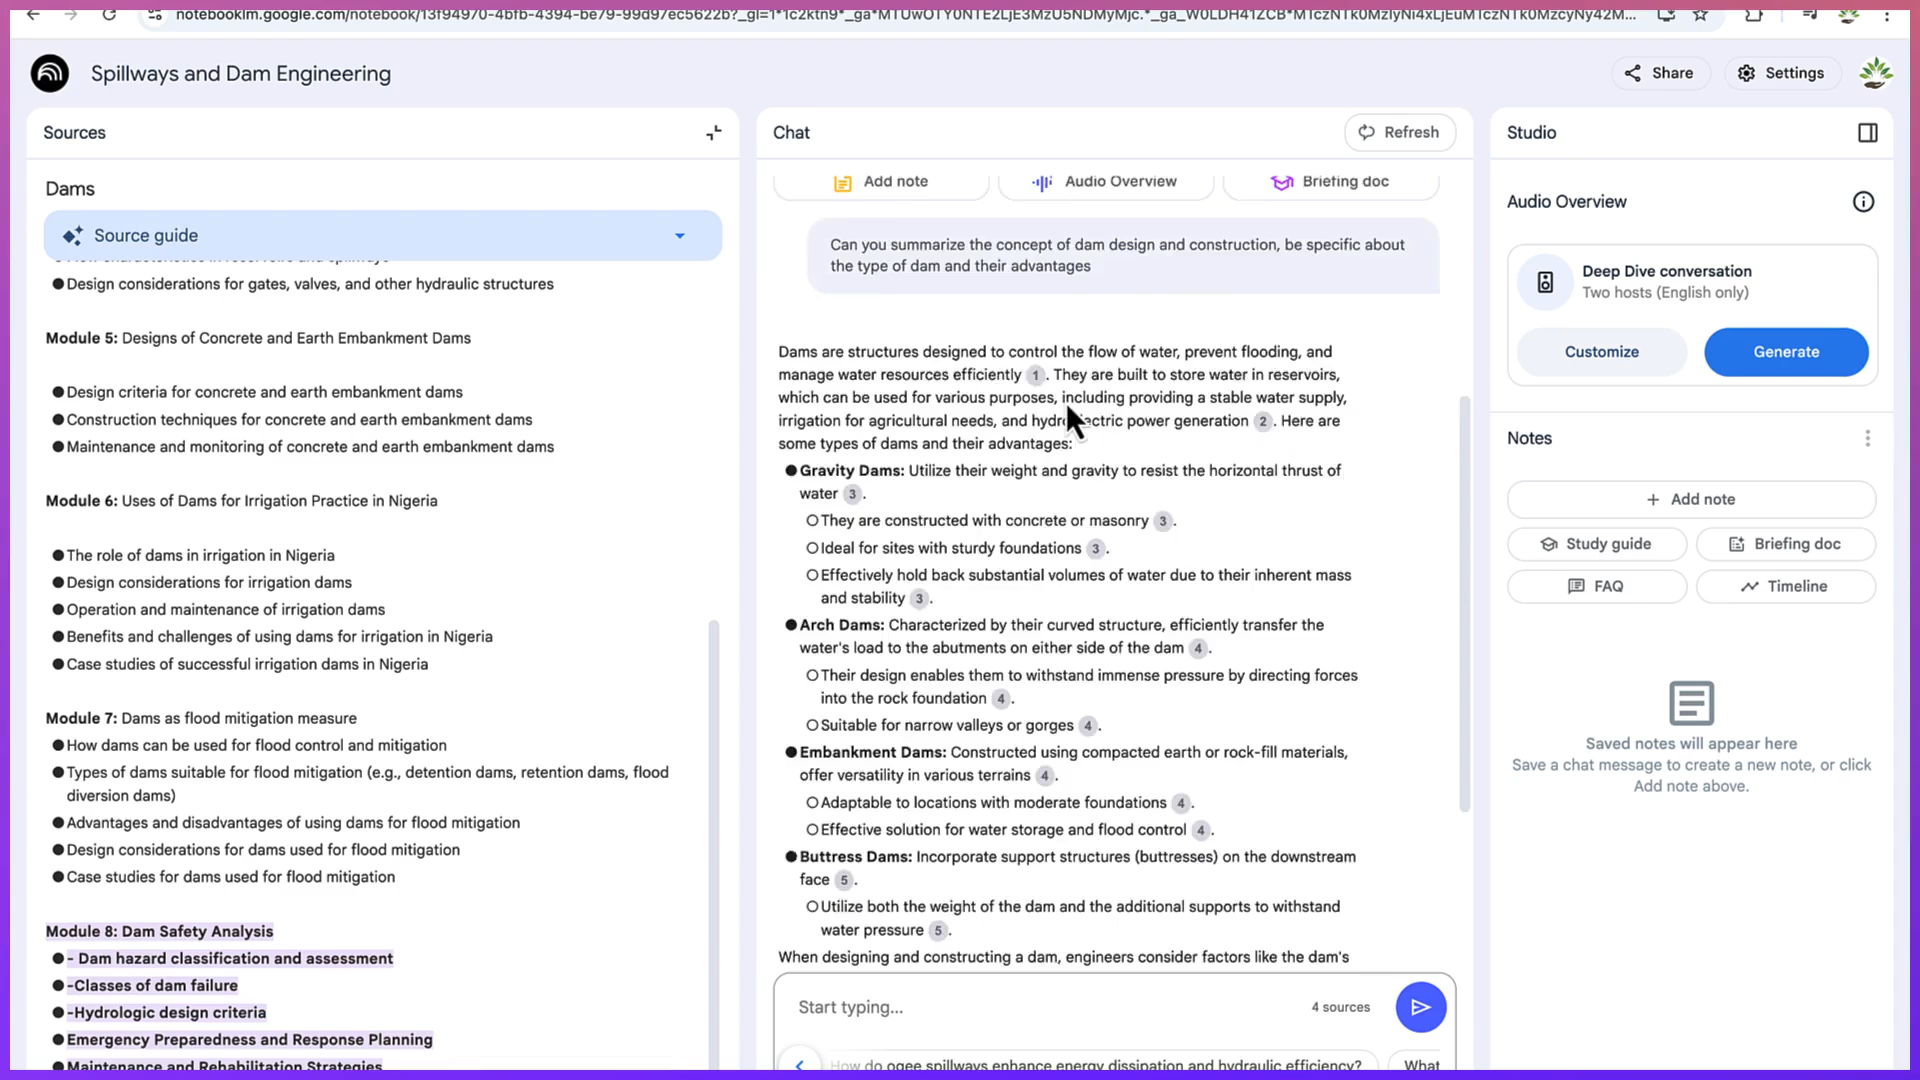 Spillways and Dam Engineering
Share
Settings
Sources
Dams
Source guide
●Design considerations for gates, valves, and other hydraulic structures
Module 5: Designs of Concrete and Earth Embankment Dams
●Design criteria for concrete and earth embankment dams
●Construction techniques for concrete and earth embankment dams
●Maintenance and monitoring of concrete and earth embankment dams
Module 6: Uses of Dams for Irrigation Practice in Nigeria
●The role of dams in irrigation in Nigeria
●Design considerations for irrigation dams
●Operation and maintenance of irrigation dams
●Benefits and challenges of using dams for irrigation in Nigeria
●Case studies of successful irrigation dams in Nigeria
Module 7: Dams as flood mitigation measure
●How dams can be used for flood control and mitigation
●Types of dams suitable for flood mitigation (e.g., detention dams, retention dams, flood
diversion dams)
●Advantages and disadvantages of using dams for flood mitigation
●Design considerations for dams used for flood mitigation
●Case studies for dams used for flood mitigation
Module 8: Dam Safety Analysis
●- Dam hazard classification and assessment
●-Classes of dam failure
●-Hydrologic design criteria
●Emergency Preparedness and Response Planning
●Maintenance and Rehabilitation Strategies
Chat
Refresh
Add note
Audio Overview
Briefing doc
Can you summarize the concept of dam design and construction, be specific about
the type of dam and their advantages
Dams are structures designed to control the flow of water, prevent flooding, and
manage water resources efficiently 1. They are built to store water in reservoirs,
which can be used for various purposes, including providing a stable water supply,
irrigation for agricultural needs, and hydroelectric power generation 2. Here are
some types of dams and their advantages:
●Gravity Dams: Utilize their weight and gravity to resist the horizontal thrust of
water 3.
○They are constructed with concrete or masonry 3.
○Ideal for sites with sturdy foundations 3.
○Effectively hold back substantial volumes of water due to their inherent mass
and stability 3.
●Arch Dams: Characterized by their curved structure, efficiently transfer the
water's load to the abutments on either side of the dam 4.
○Their design enables them to withstand immense pressure by directing forces
into the rock foundation 4.
○Suitable for narrow valleys or gorges 4.
●Embankment Dams: Constructed using compacted earth or rock-fill materials,
offer versatility in various terrains 4.
○Adaptable to locations with moderate foundations 4.
○Effective solution for water storage and flood control 4.
●Buttress Dams: Incorporate support structures (buttresses) on the downstream
face 5.
○Utilize both the weight of the dam and the additional supports to withstand
water pressure 5.
When designing and constructing a dam, engineers consider factors like the dam's
Start typing...
4 sources
How do ogee spillways enhance energy dissipation and hydraulic efficiency?
What
Studio
Audio Overview
Deep Dive conversation
Two hosts (English only)
Customize
Generate
Notes
+ Add note
Study guide
Briefing doc
FAQ
Timeline
Saved notes will appear here
Save a chat message to create a new note, or click
Add note above.